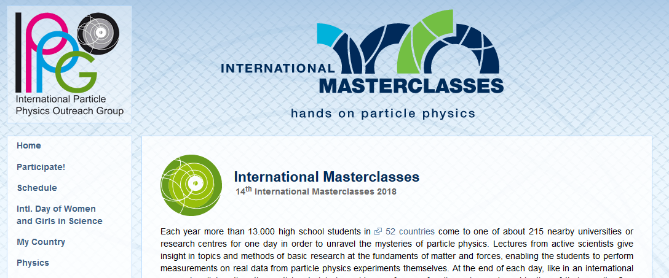 IPPOG
International Particle
Physics Outreach Group
INTERNATIONAL
MASTERCLASSES
hands on particle physics
Home
Participate!
Schedule
Intl. Day of Women
and Girls in Science
My Country
Physics
International Masterclasses
14th International Masterclasses 2018
Each year more than 13.000 high school students in 52 countries come to one of about 215 nearby universities or
research centres for one day in order to unravel the mysteries of particle physics. Lectures from active scientists give
insight in topics and methods of basic research at the fundaments of matter and forces, enabling the students to perform
measurements on real data from particle physics experiments themselves. At the end of each day, like in an international